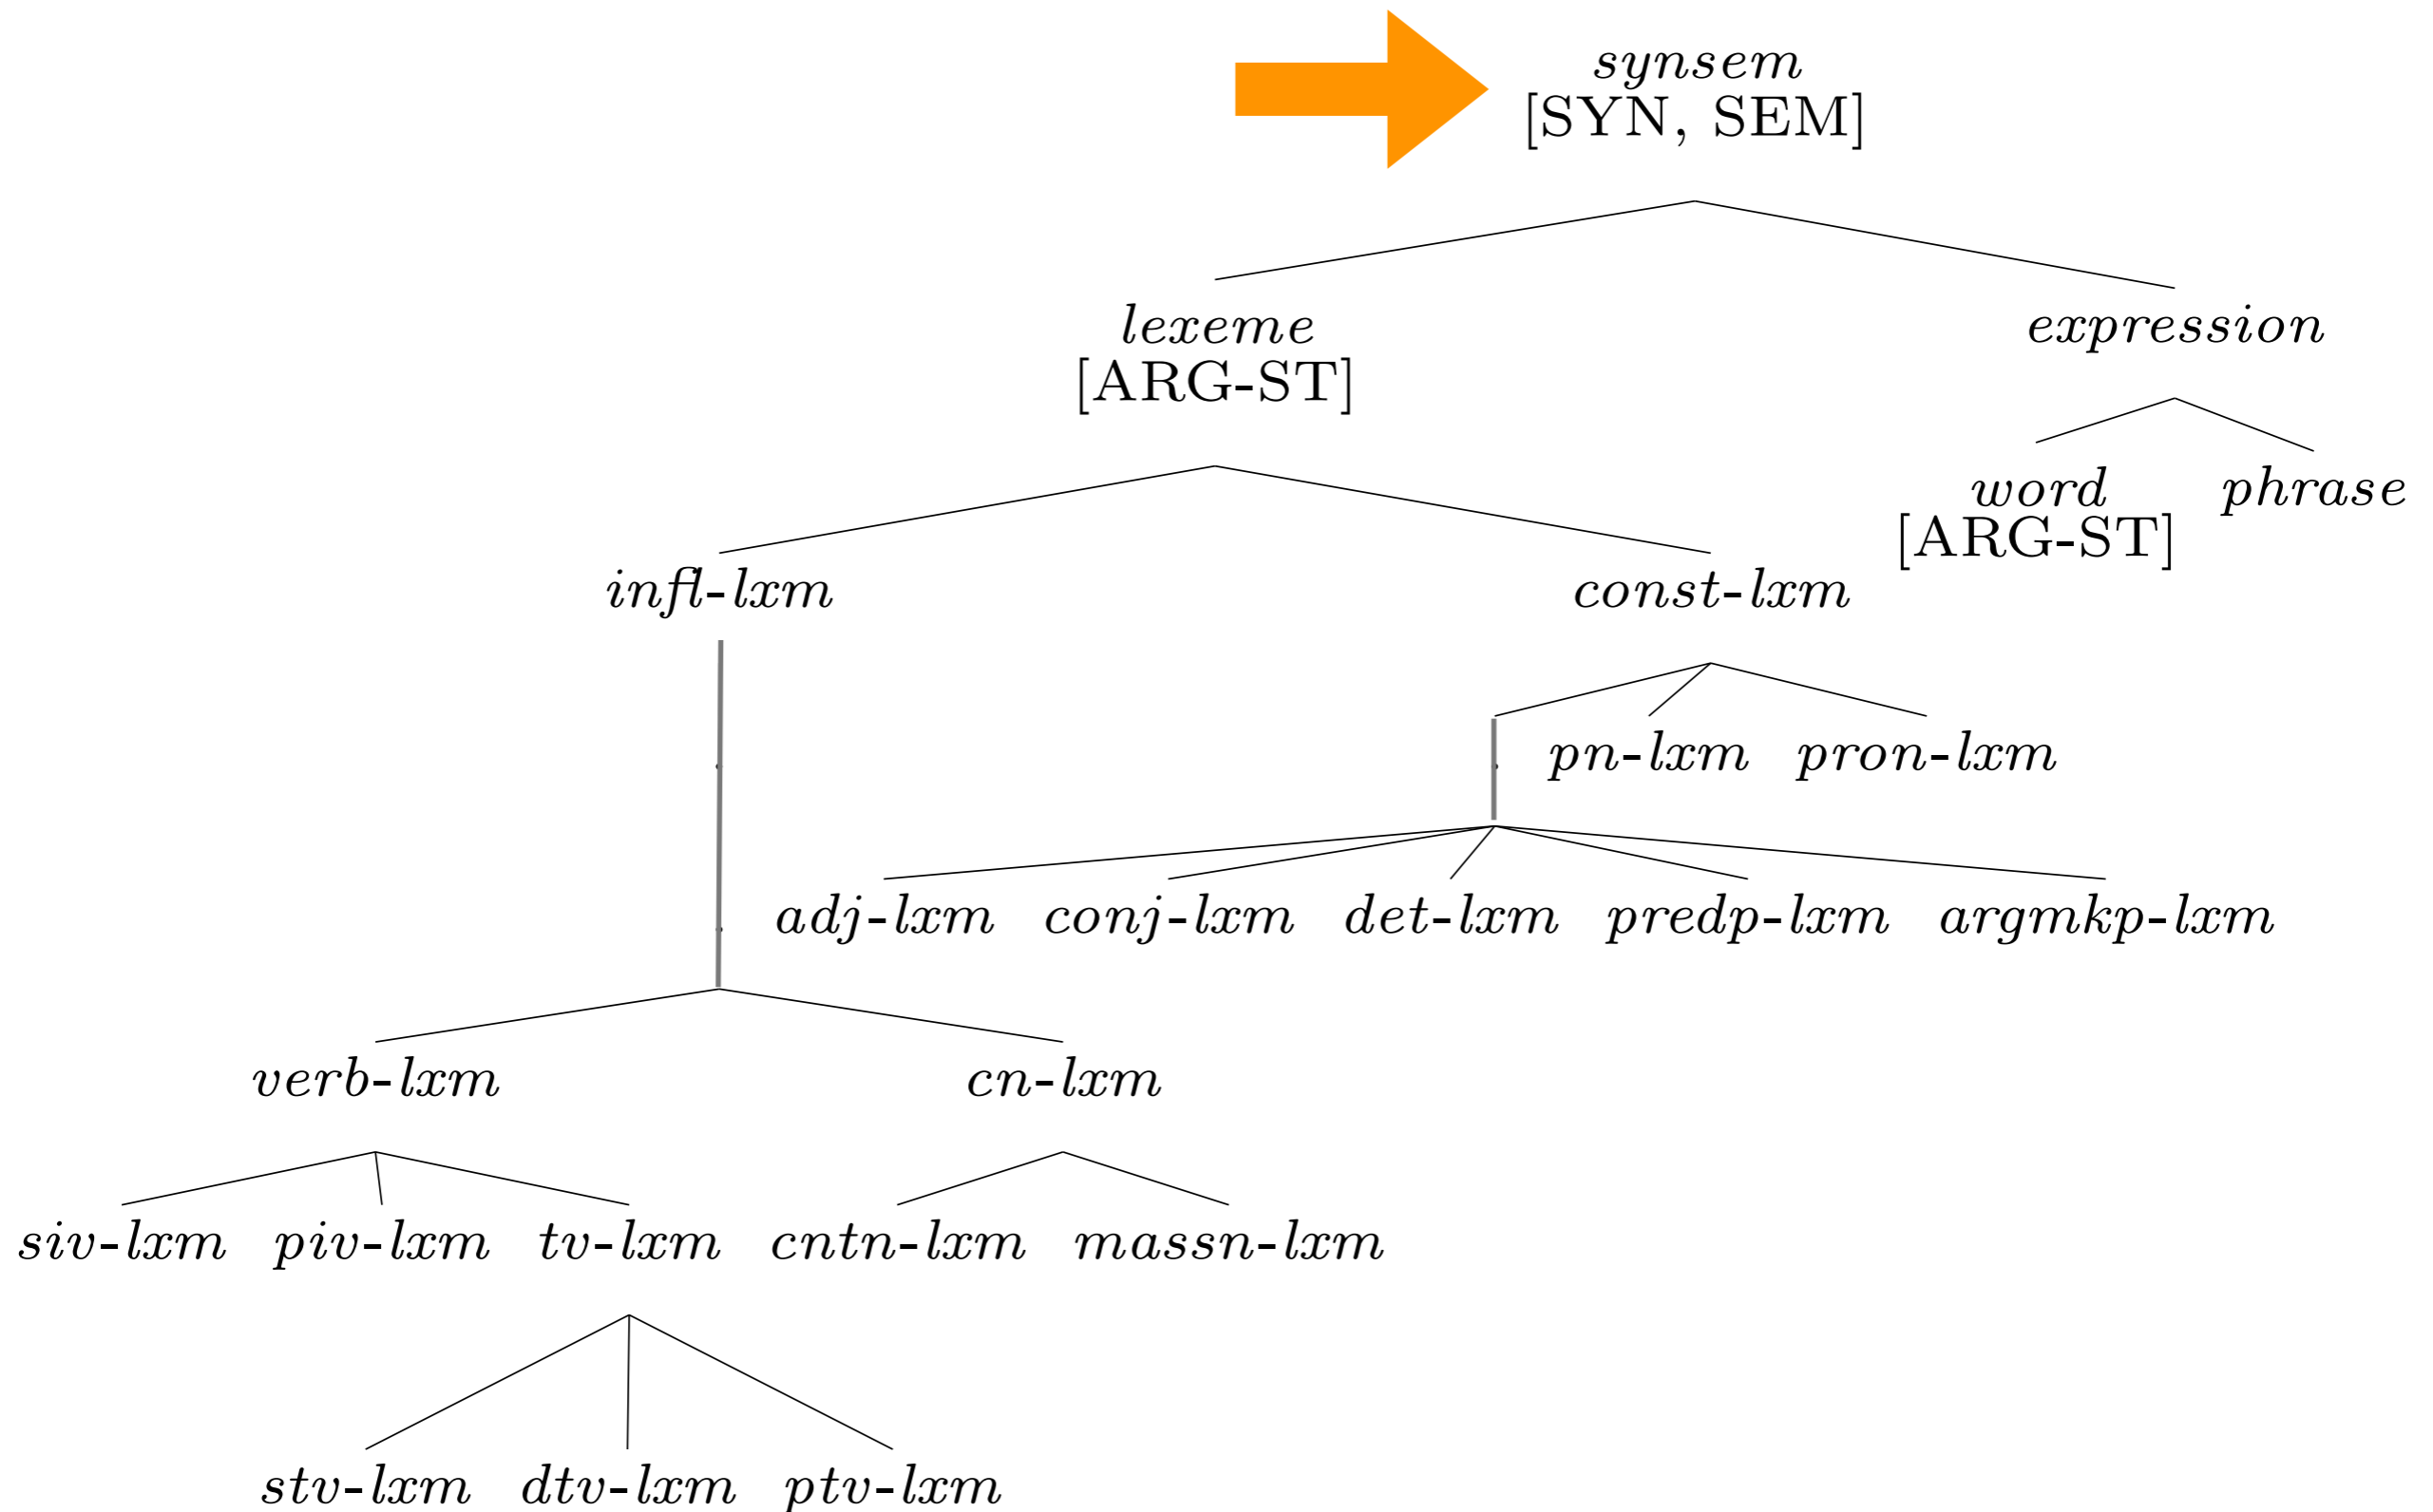 synsem
[SYN, SEM]
lexeme
expression
[ARG-ST]
word phrase
[ARG-ST]
infl-lxm const-lxm
pn-lxm pron-lxm
adj-lxm conj-lxm det-lxm predp-lxm argmkp-lxm
verb-lxm cn-lxm
siv-lxm piv-lxm tv-lxm cntn-lxm massn-lxm
stv-lxm dtv-lxm ptv-lxm